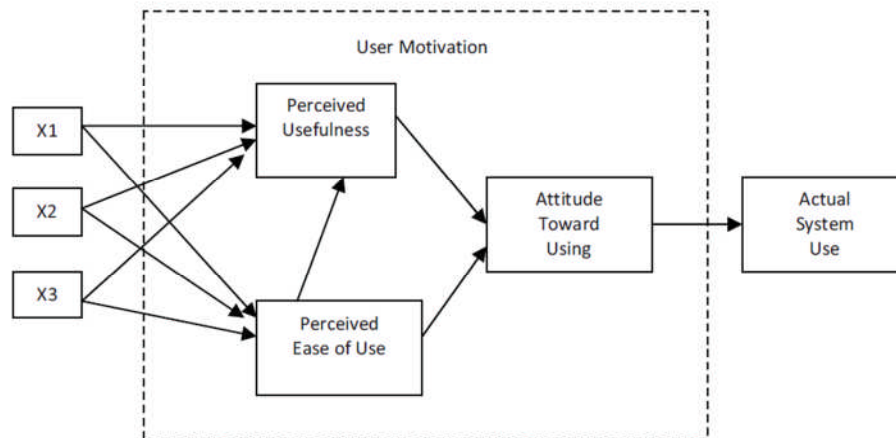 User Motivation
X1
Perceived
Usefulness
X2
Attitude
Toward
Using
Actual
System
Use
X3
Perceived
Ease of Use